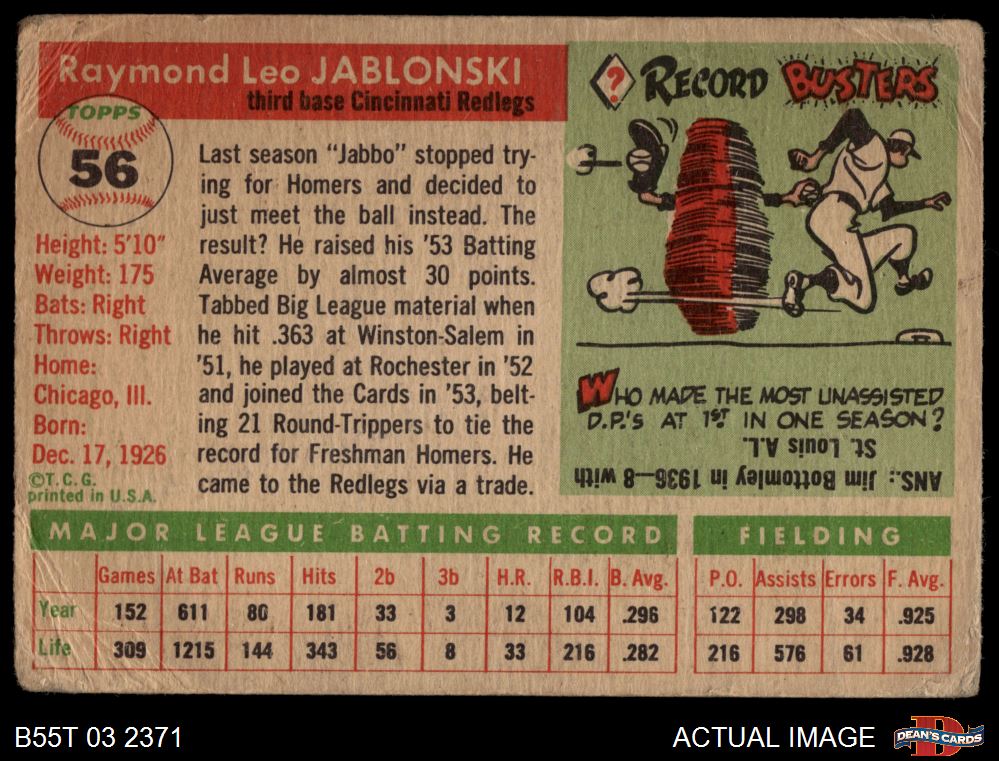 Raymond Leo JABLONSKI
third base Cincinnati Redlegs
TOPPS
56
Height: 5'10"
Weight: 175
Bats: Right
Throws: Right
Home:
Chicago, Ill.
Born:
Dec. 17, 1926
©T.C.G.
printed in U.S.A.
Last season "Jabbo" stopped try-
ing for Homers and decided to
just meet the ball instead. The
result? He raised his '53 Batting
Average by almost 30 points.
Tabbed Big League material when
he hit .363 at Winston-Salem in
'51, he played at Rochester in '52
and joined the Cards in '53, belt-
ing 21 Round-Trippers to tie the
record for Freshman Homers. He
came to the Redlegs via a trade.
? RECORD BUSTERS
WHO MADE THE MOST UNASSISTED
D.P.'S AT 1ST IN ONE SEASON?
ANS.: Jim Bottomley in 1936—8 with
St. Louis A.L.
MAJOR LEAGUE BATTING RECORD
Games At Bat Runs Hits 2b 3b H.R. R.B.I. B. Avg.
Year 152 611 80 181 33 3 12 104 .296
Life 309 1215 144 343 56 8 33 216 .282
FIELDING
P.O. Assists Errors F. Avg.
122 298 34 .925
216 576 61 .928
B55T 03 2371
ACTUAL IMAGE
DEAN'S CARDS